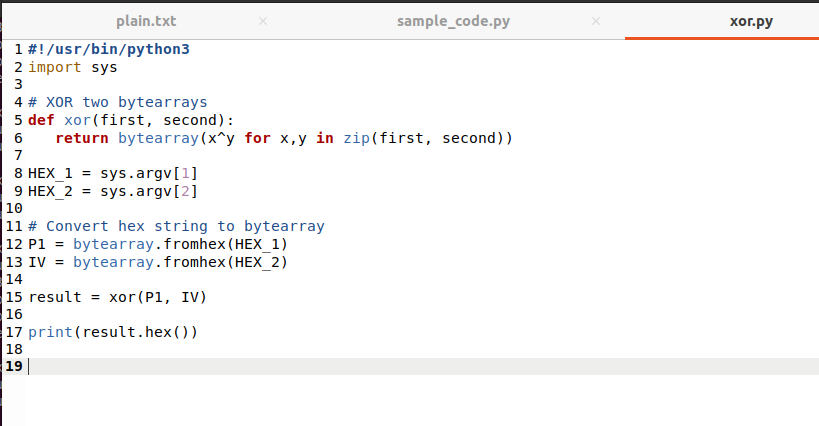 plain.txt × sample_code.py × xor.py
1 #!/usr/bin/python3
2 import sys
3
4 # XOR two bytearrays
5 def xor(first, second):
6    return bytearray(x^y for x,y in zip(first, second))
7
8 HEX_1 = sys.argv[1]
9 HEX_2 = sys.argv[2]
10
11 # Convert hex string to bytearray
12 P1 = bytearray.fromhex(HEX_1)
13 IV = bytearray.fromhex(HEX_2)
14
15 result = xor(P1, IV)
16
17 print(result.hex())
18
19